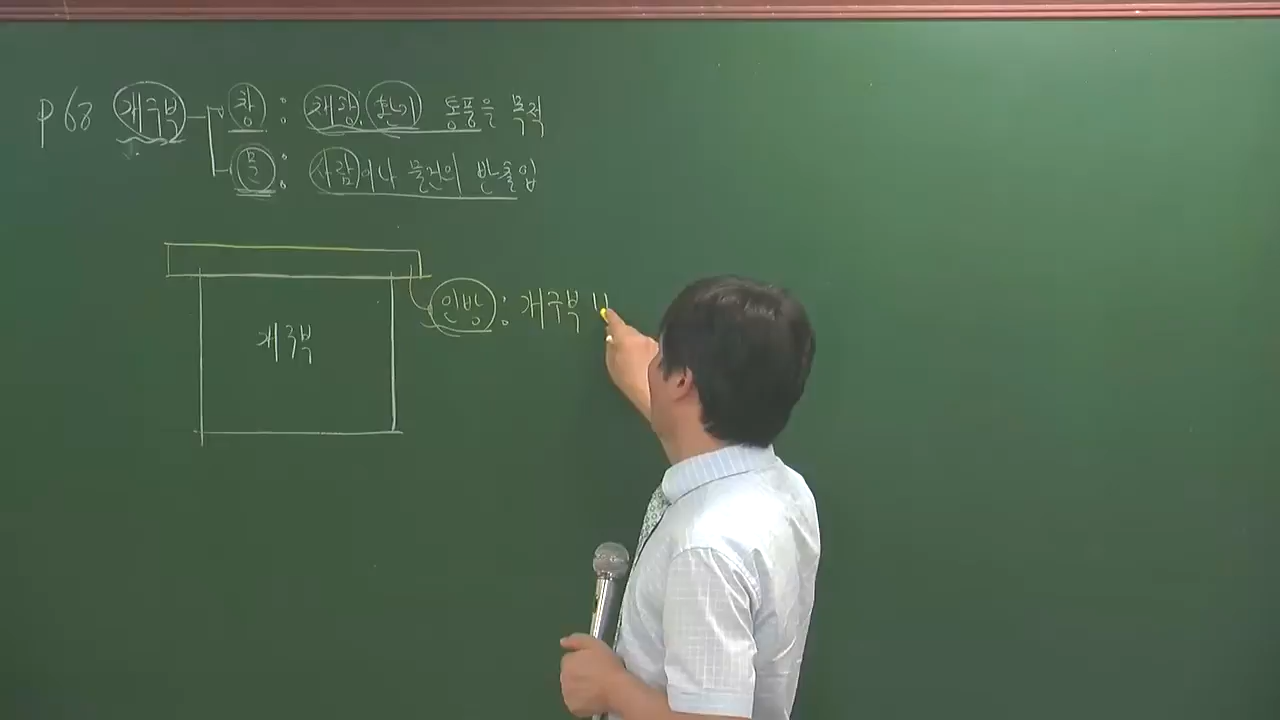 P 68 개구부 창 : 채광, 환기 통풍을 목적
문 : 사람이나 물건의 반출입
인방 : 개구부
개구부